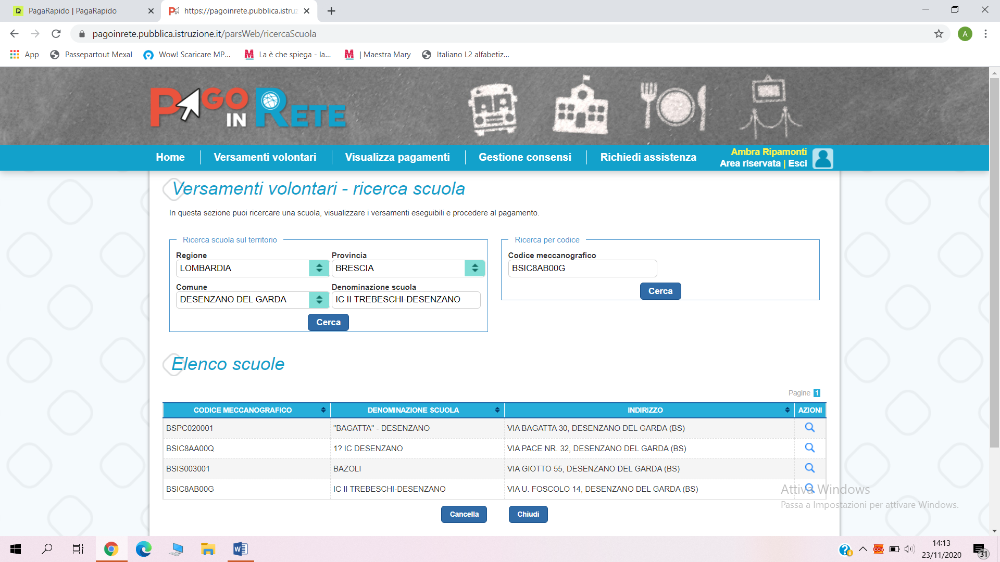 PagaRapido | PagaRapido
https://pagoinrete.pubblica.istruz
pagoinrete.pubblica.istruzione.it/parsWeb/ricercaScuola
A
App
Passepartout Mexal
Wow! Scaricare MP...
La è che spiega - la...
| Maestra Mary
Italiano L2 alfabetiz...
PAGO IN RETE
Home
Versamenti volontari
Visualizza pagamenti
Gestione consensi
Richiedi assistenza
Ambra Ripamonti
Area riservata | Esci
Versamenti volontari - ricerca scuola
In questa sezione puoi ricercare una scuola, visualizzare i versamenti eseguibili e procedere al pagamento.
Ricerca scuola sul territorio
Regione Provincia
LOMBARDIA BRESCIA
Comune Denominazione scuola
DESENZANO DEL GARDA IC II TREBESCHI-DESENZANO
Cerca
Ricerca per codice
Codice meccanografico
BSIC8AB00G
Cerca
Elenco scuole
Pagine 1
CODICE MECCANOGRAFICO DENOMINAZIONE SCUOLA INDIRIZZO AZIONI
BSPC020001 "BAGATTA" - DESENZANO VIA BAGATTA 30, DESENZANO DEL GARDA (BS)
BSIC8AA00Q 1? IC DESENZANO VIA PACE NR. 32, DESENZANO DEL GARDA (BS)
BSIS003001 BAZOLI VIA GIOTTO 55, DESENZANO DEL GARDA (BS)
BSIC8AB00G IC II TREBESCHI-DESENZANO VIA U. FOSCOLO 14, DESENZANO DEL GARDA (BS)
Attiva Windows
Passa a Impostazioni per attivare Windows.
Cancella Chiudi
14:13
23/11/2020
31